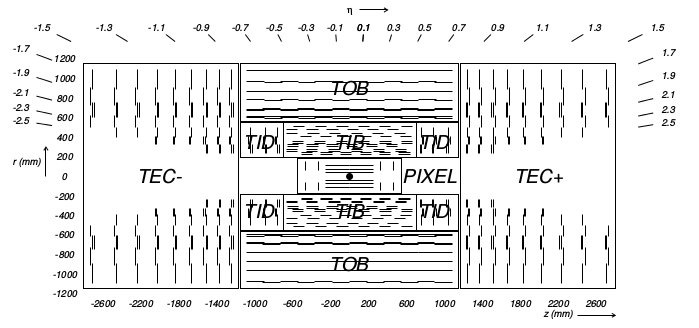 η
-1.5 -1.3 -1.1 -0.9 -0.7 -0.5 -0.3 -0.1 0.1 0.3 0.5 0.7 0.9 1.1 1.3 1.5
-1.7 1.7
1200
-1.9 1000 TOB 1.9
-2.1 800 2.1
-2.3 600 2.3
-2.5 2.5
400 TID TIB TID
r (mm) 200
0 TEC- PIXEL TEC+
-200
-400 TID TIB TID
-600
-800 TOB
-1000
-1200
-2600 -2200 -1800 -1400 -1000 -600 -200 200 600 1000 1400 1800 2200 2600
z (mm)